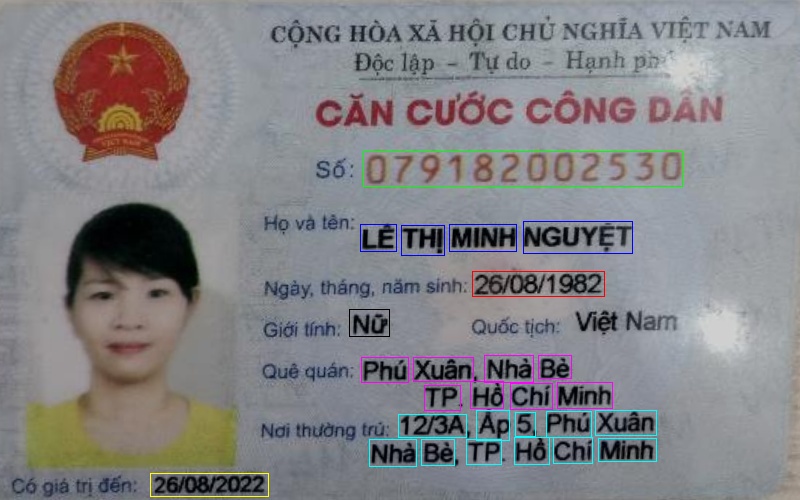 CỘNG HÒA XÃ HỘI CHỦ NGHĨA VIỆT NAM
Độc lập - Tự do - Hạnh
CĂN CƯỚC CÔNG DÂN
VIỆT NAM
Số: 079182002530
Họ và tên: LÊ THỊ MINH NGUYỆT
Ngày, tháng, năm sinh: 26/08/1982
Giới tính: Nữ Quốc tịch: Việt Nam
Quê quán: Phú Xuân, Nhà Bè
TP. Hồ Chí Minh
Nơi thường trú: 12/3A, Ấp 5, Phú Xuân
Nhà Bè, TP. Hồ Chí Minh
Có giá trị đến: 26/08/2022